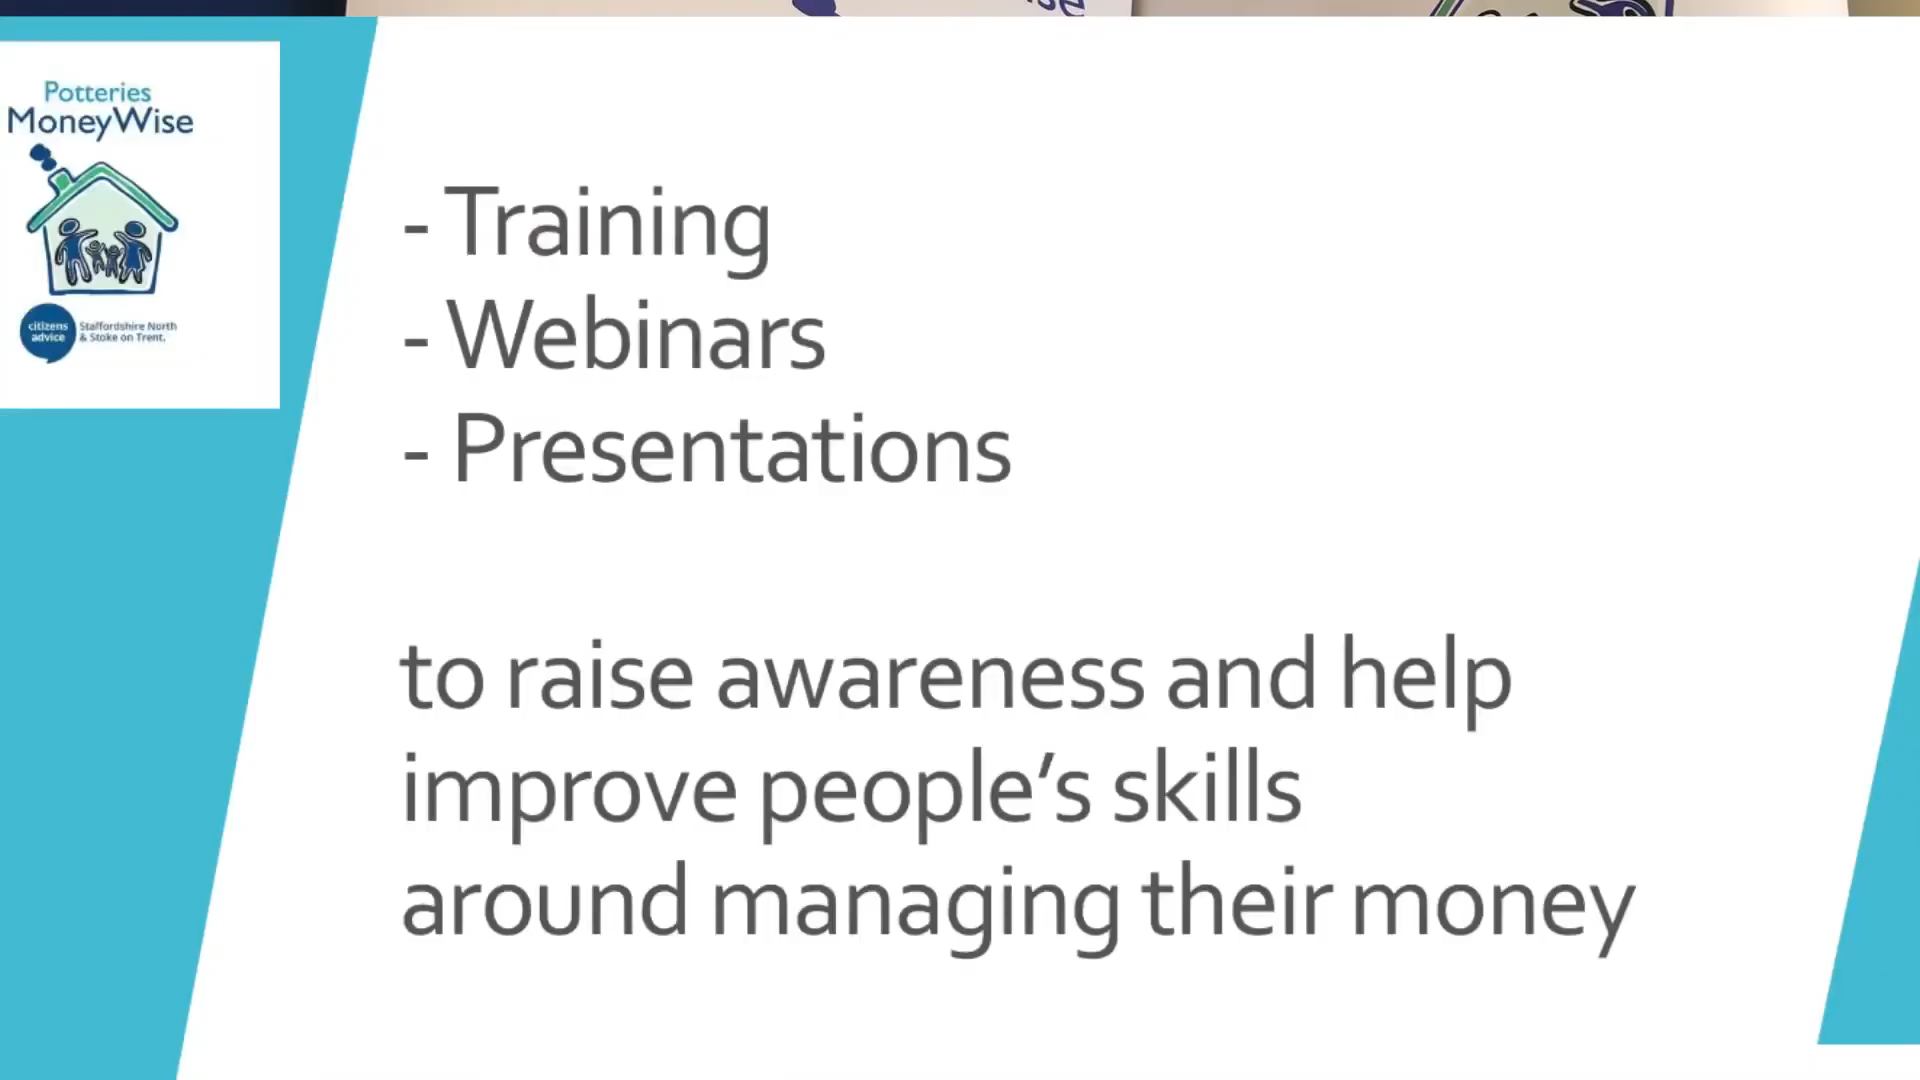 Potteries
MoneyWise
citizens
advice
Staffordshire North
& Stoke on Trent.
- Training
- Webinars
- Presentations
to raise awareness and help
improve people’s skills
around managing their money